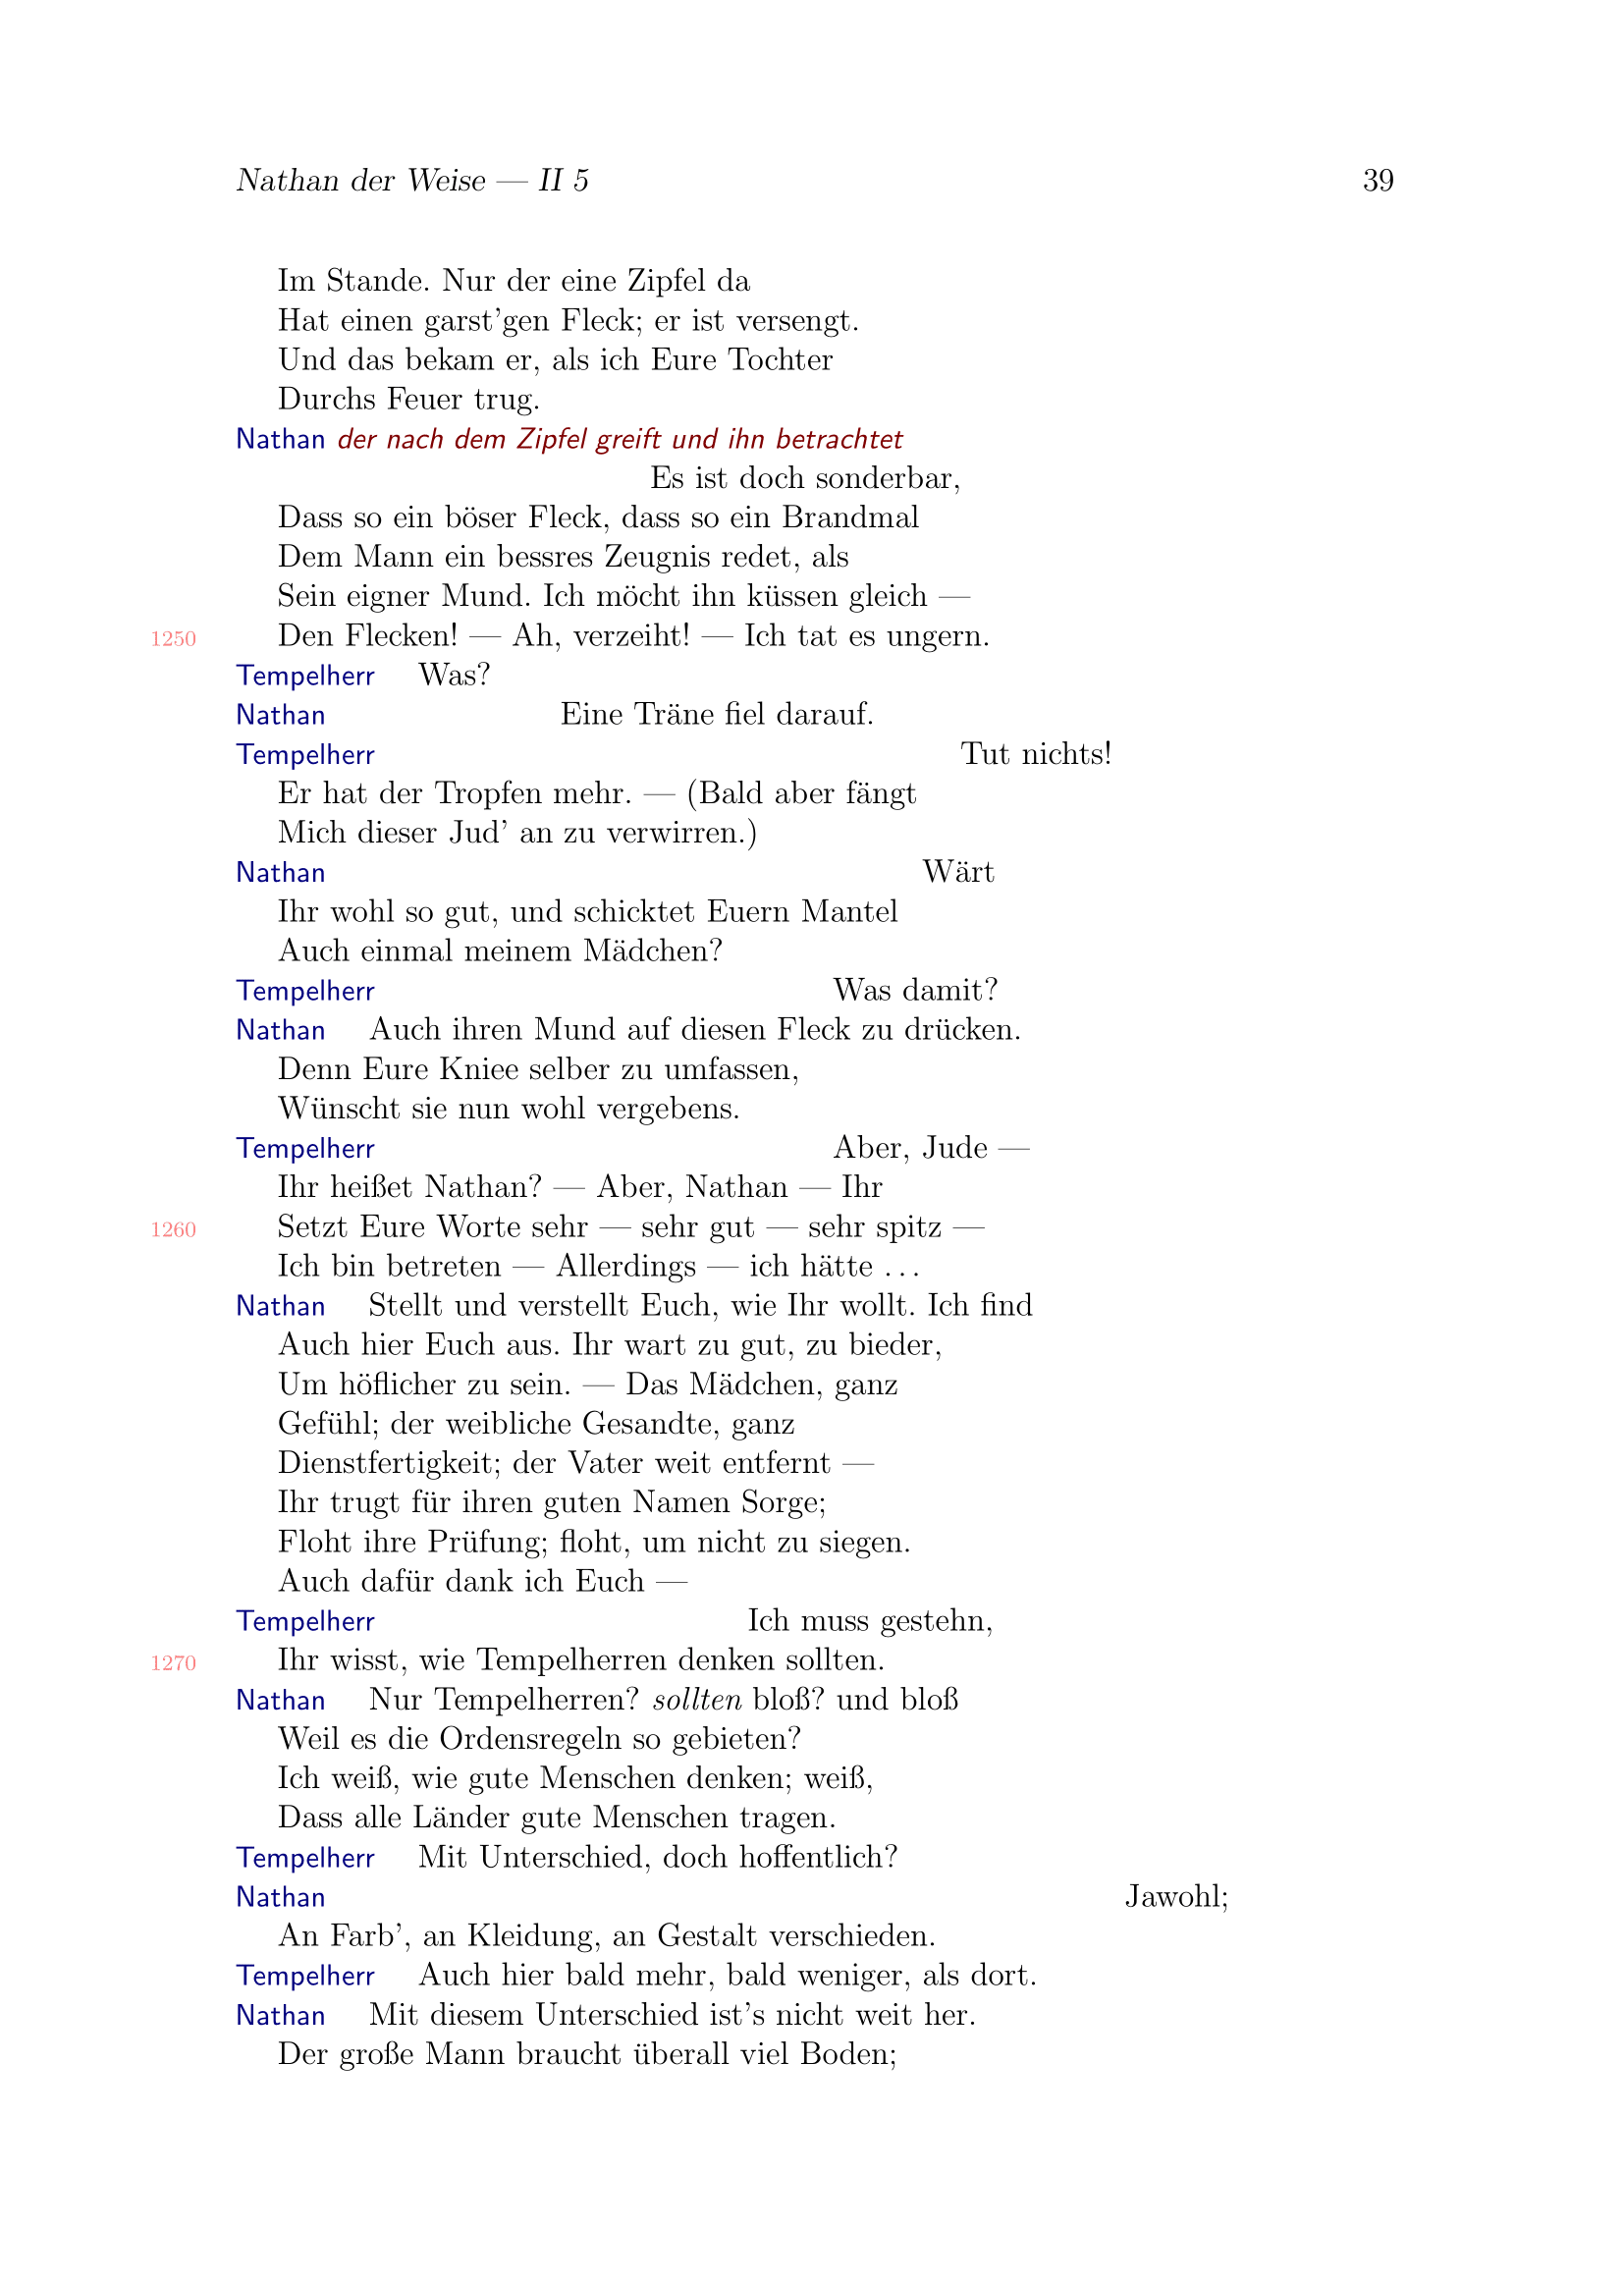 Nathan der Weise — II 5 39
Im Stande. Nur der eine Zipfel da
Hat einen garst’gen Fleck; er ist versengt.
Und das bekam er, als ich Eure Tochter
Durchs Feuer trug.
Nathan der nach dem Zipfel greift und ihn betrachtet
Es ist doch sonderbar,
Dass so ein böser Fleck, dass so ein Brandmal
Dem Mann ein bessres Zeugnis redet, als
Sein eigner Mund. Ich möcht ihn küssen gleich —
1250 Den Flecken! — Ah, verzeiht! — Ich tat es ungern.
Tempelherr Was?
Nathan Eine Träne fiel darauf.
Tempelherr Tut nichts!
Er hat der Tropfen mehr. — (Bald aber fängt
Mich dieser Jud’ an zu verwirren.)
Nathan Wärt
Ihr wohl so gut, und schicktet Euern Mantel
Auch einmal meinem Mädchen?
Tempelherr Was damit?
Nathan Auch ihren Mund auf diesen Fleck zu drücken.
Denn Eure Kniee selber zu umfassen,
Wünscht sie nun wohl vergebens.
Tempelherr Aber, Jude —
Ihr heißet Nathan? — Aber, Nathan — Ihr
1260 Setzt Eure Worte sehr — sehr gut — sehr spitz —
Ich bin betreten — Allerdings — ich hätte ...
Nathan Stellt und verstellt Euch, wie Ihr wollt. Ich find
Auch hier Euch aus. Ihr wart zu gut, zu bieder,
Um höflicher zu sein. — Das Mädchen, ganz
Gefühl; der weibliche Gesandte, ganz
Dienstfertigkeit; der Vater weit entfernt —
Ihr trugt für ihren guten Namen Sorge;
Floht ihre Prüfung; floht, um nicht zu siegen.
Auch dafür dank ich Euch —
Tempelherr Ich muss gestehn,
1270 Ihr wisst, wie Tempelherren denken sollten.
Nathan Nur Tempelherren? sollten bloß? und bloß
Weil es die Ordensregeln so gebieten?
Ich weiß, wie gute Menschen denken; weiß,
Dass alle Länder gute Menschen tragen.
Tempelherr Mit Unterschied, doch hoffentlich?
Nathan Jawohl;
An Farb’, an Kleidung, an Gestalt verschieden.
Tempelherr Auch hier bald mehr, bald weniger, als dort.
Nathan Mit diesem Unterschied ist’s nicht weit her.
Der große Mann braucht überall viel Boden;